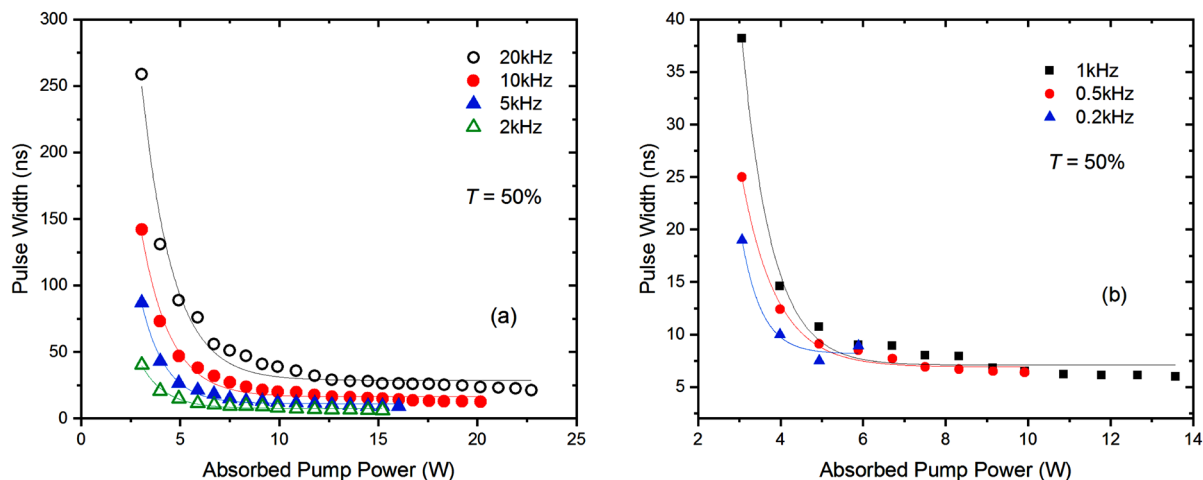 300
250
200
150
100
50
0
Pulse Width (ns)
20kHz
10kHz
5kHz
2kHz
T = 50%
(a)
0 5 10 15 20 25
Absorbed Pump Power (W)
40
35
30
25
20
15
10
5
Pulse Width (ns)
1kHz
0.5kHz
0.2kHz
T = 50%
(b)
2 4 6 8 10 12 14
Absorbed Pump Power (W)